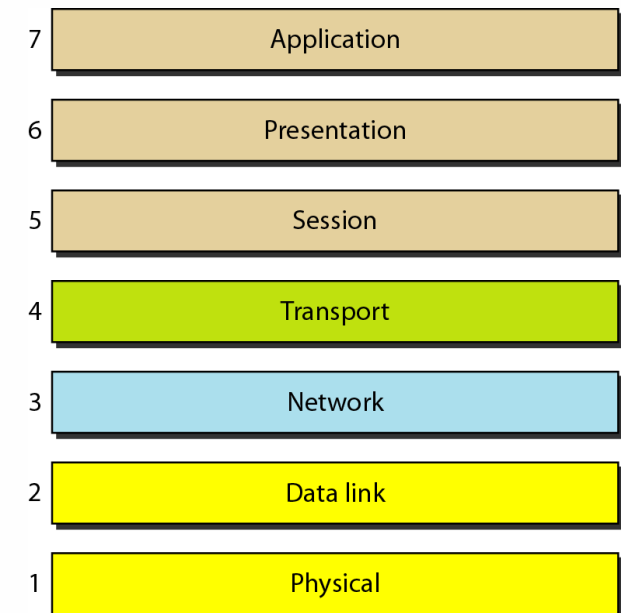 7 Application
6 Presentation
5 Session
4 Transport
3 Network
2 Data link
1 Physical